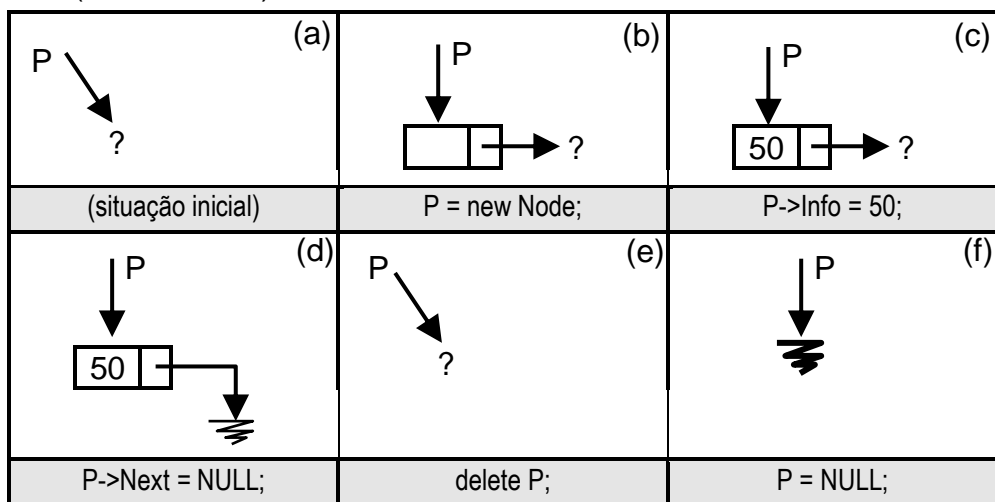 (a)
P
?
(situação inicial)
(b)
P
?
P = new Node;
(c)
P
50
?
P->Info = 50;
(d)
P
50
P->Next = NULL;
(e)
P
?
delete P;
(f)
P
P = NULL;